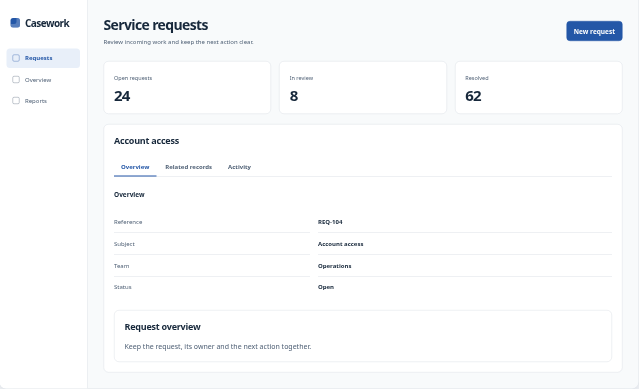 Casework
Requests
Overview
Reports
Service requests
Review incoming work and keep the next action clear.
New request
Open requests
24
In review
8
Resolved
62
Account access
Overview
Related records
Activity
Overview
Reference REQ-104
Subject Account access
Team Operations
Status Open
Request overview
Keep the request, its owner and the next action together.